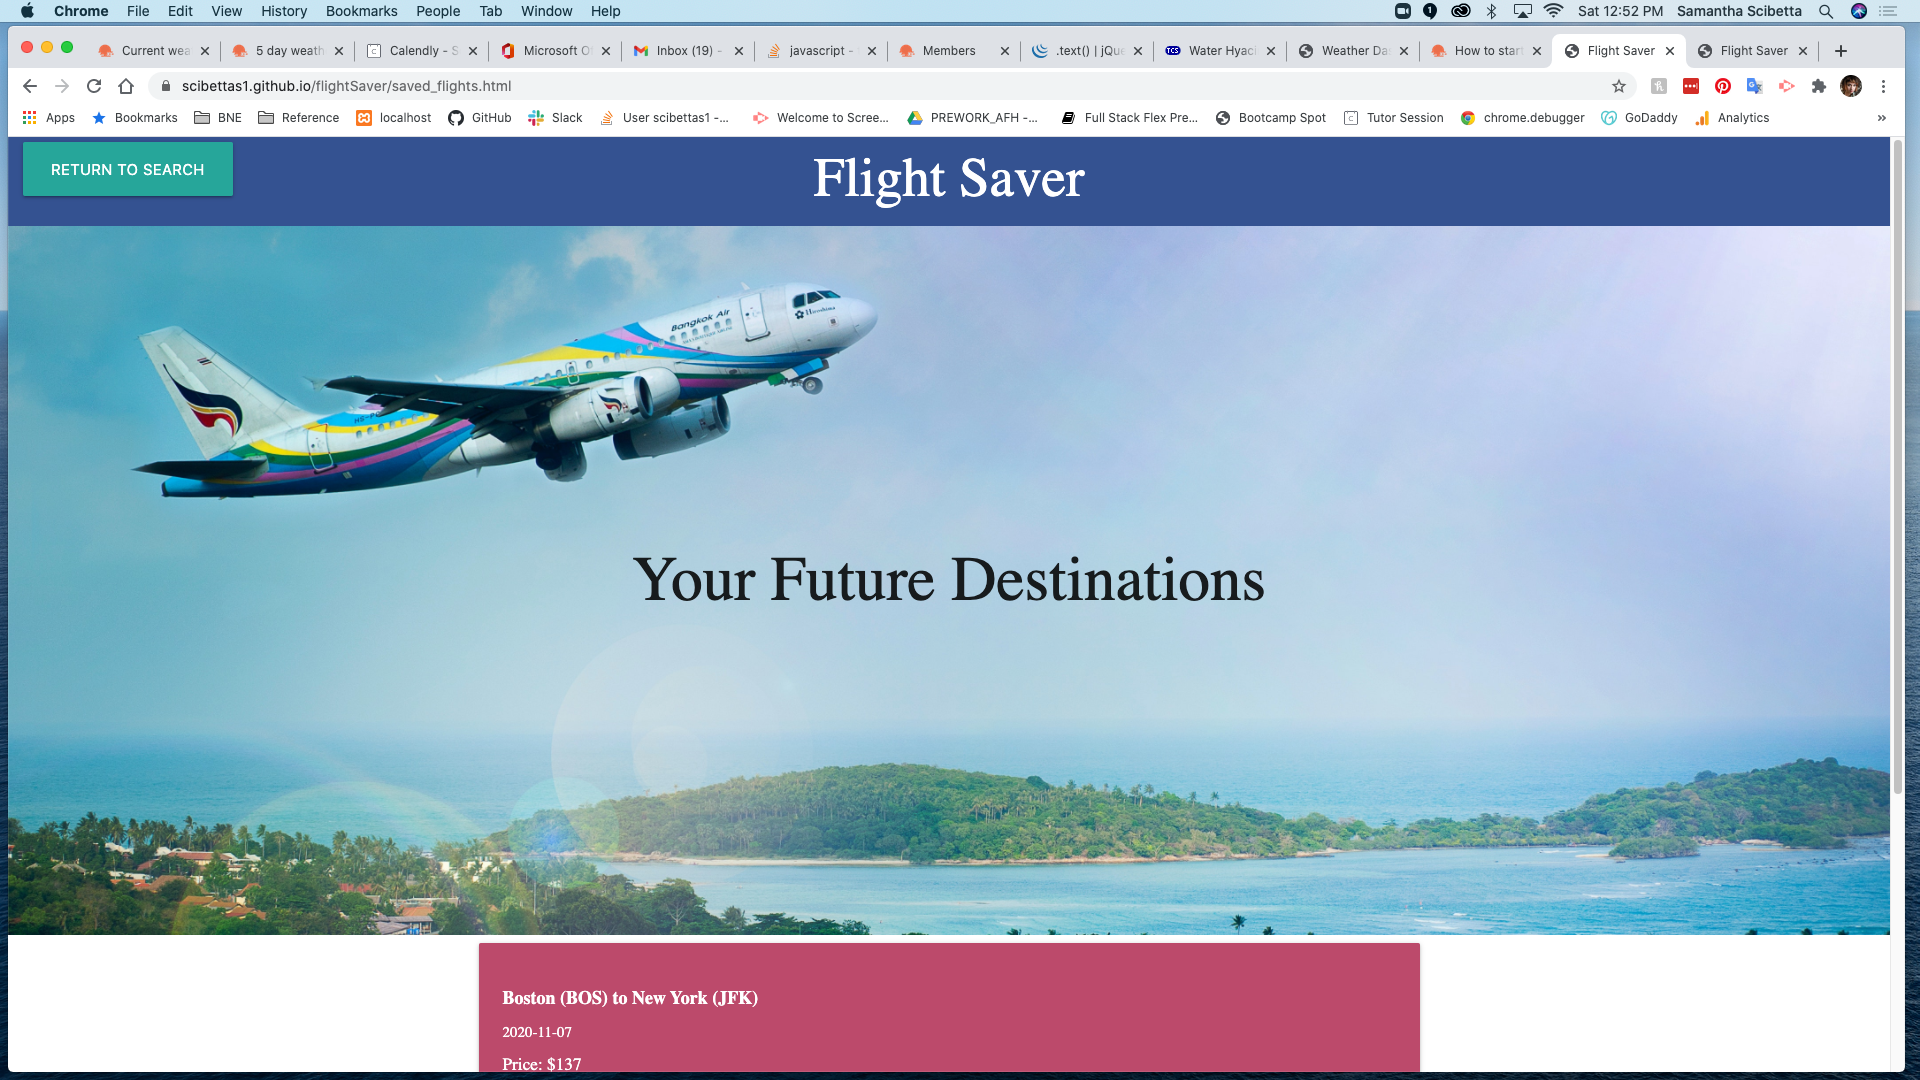 Chrome File Edit View History Bookmarks People Tab Window Help
Sat 12:52 PM Samantha Scibetta
Current wea
5 day weath
Calendly - S
Microsoft O
Inbox (19) -
javascript -
Members
.text() | jQue
Water Hyaci
Weather Da
How to start
Flight Saver
Flight Saver
scibettas1.github.io/flightSaver/saved_flights.html
Apps Bookmarks BNE Reference localhost GitHub Slack User scibettas1 -... Welcome to Scree... PREWORK_AFH -... Full Stack Flex Pre... Bootcamp Spot Tutor Session chrome.debugger GoDaddy Analytics »
RETURN TO SEARCH
Flight Saver
Bangkok Air
Hiroshima
Your Future Destinations
Boston (BOS) to New York (JFK)
2020-11-07
Price: $137